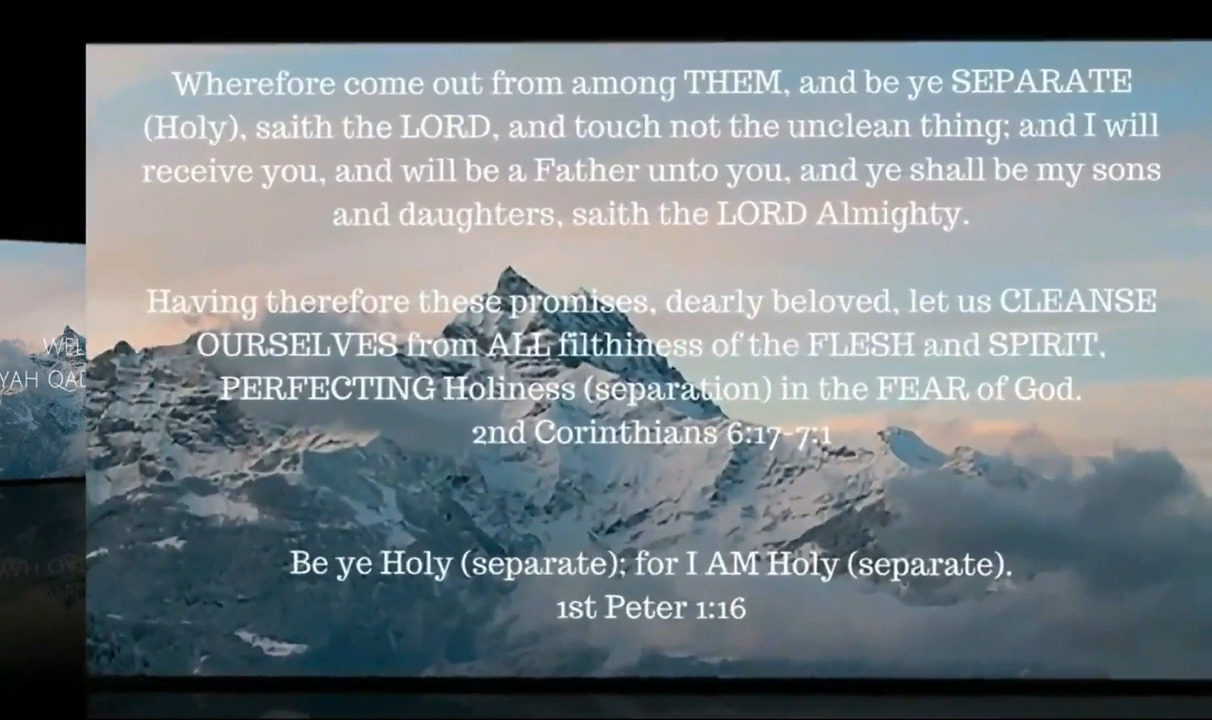 Wherefore come out from among THEM, and be ye SEPARATE
(Holy), saith the LORD, and touch not the unclean thing; and I will
receive you, and will be a Father unto you, and ye shall be my sons
and daughters, saith the LORD Almighty.
Having therefore these promises, dearly beloved, let us CLEANSE
OURSELVES from ALL filthiness of the FLESH and SPIRIT,
PERFECTING Holiness (separation) in the FEAR of God.
2nd Corinthians 6:17-7:1
Be ye Holy (separate); for I AM Holy (separate).
1st Peter 1:16
WEL
YAH QAD